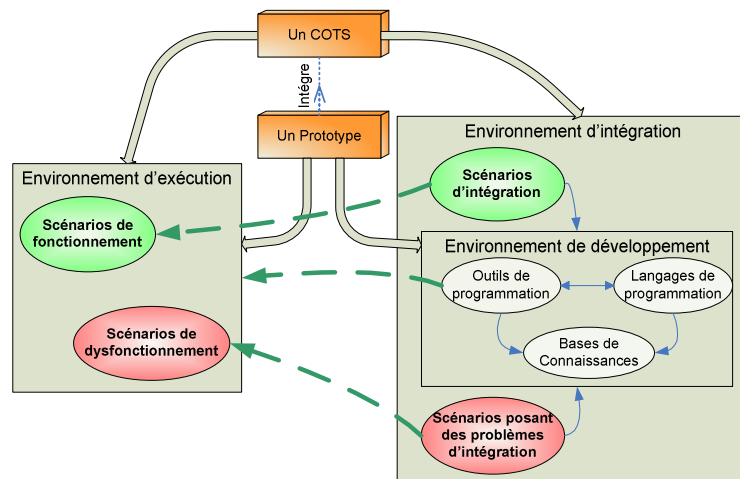 Un COTS
Intégre
Un Prototype
Environnement d'exécution
Scénarios de
fonctionnement
Scénarios de
dysfonctionnement
Environnement d'intégration
Scénarios
d'intégration
Environnement de développement
Outils de
programmation
Langages de
programmation
Bases de
Connaissances
Scénarios posant
des problèmes
d'intégration